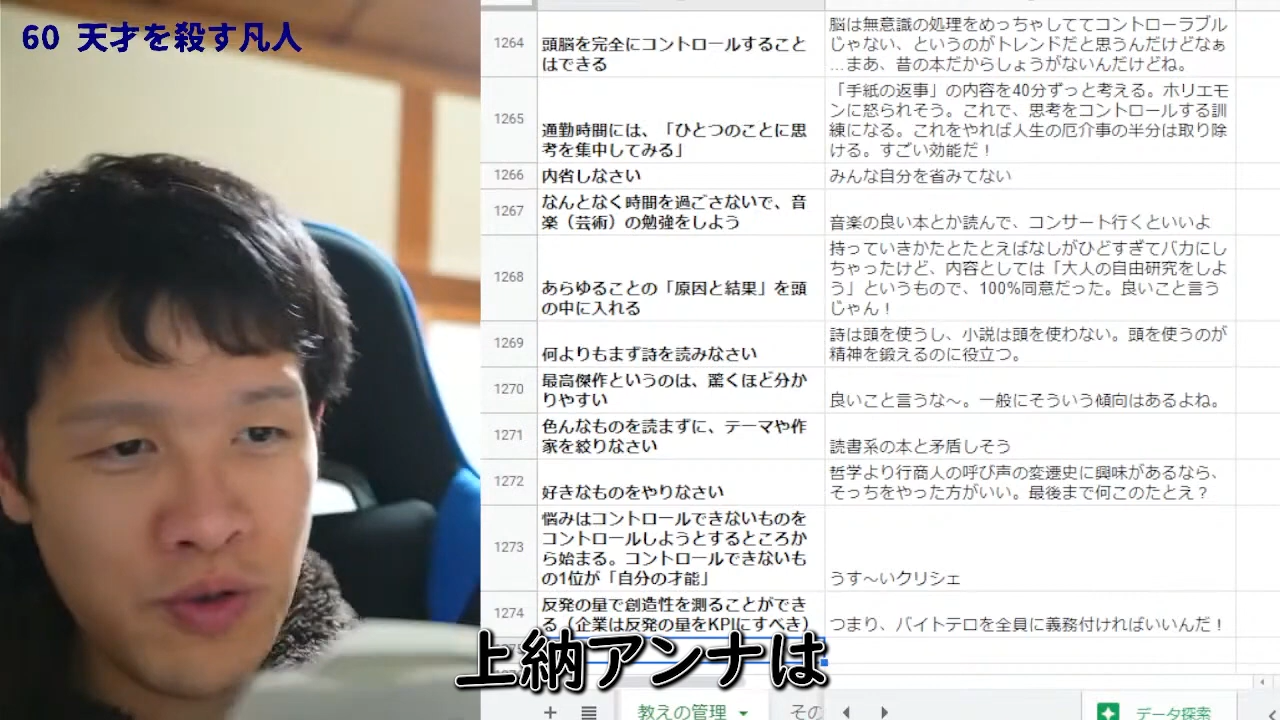 60 天才を殺す凡人
1264
頭脳を完全にコントロールすること
はできる
脳は無意識の処理をめっちゃしててコントローラブル
じゃない、というのがトレンドだと思うんだけどなぁ
…まあ、昔の本だからしょうがないんだけどね。
1265
通勤時間には、「ひとつのことに思
考を集中してみる」
「手紙の返事」の内容を40分ずっと考える。ホリエモ
ンに怒られそう。これで、思考をコントロールする訓
練になる。これをやれば人生の厄介事の半分は取り除
ける。すごい効能だ！
1266
内省しなさい
みんな自分を省みてない
1267
なんとなく時間を過ごさないで、音
楽（芸術）の勉強をしよう
音楽の良い本とか読んで、コンサート行くといいよ
1268
あらゆることの「原因と結果」を頭
の中に入れる
持っていきかたとたとえばなしがひどすぎてバカにし
ちゃったけど、内容としては「大人の自由研究をしよ
う」というもので、100%同意だった。良いこと言う
じゃん！
1269
何よりもまず詩を読みなさい
詩は頭を使うし、小説は頭を使わない。頭を使うのが
精神を鍛えるのに役立つ。
1270
最高傑作というのは、驚くほど分か
りやすい
良いこと言うな～。一般にそういう傾向はあるよね。
1271
色んなものを読まずに、テーマや作
家を絞りなさい
読書系の本と矛盾しそう
1272
好きなものをやりなさい
哲学より行商人の呼び声の変遷史に興味があるなら、
そっちをやった方がいい。最後まで何このたとえ？
1273
悩みはコントロールできないものを
コントロールしようとするところか
ら始まる。コントロールできないも
の1位が「自分の才能」
うす～いクリシェ
1274
反発の量で創造性を測ることができ
る（企業は反発の量をKPIにすべき）
つまり、バイトテロを全員に義務付ければいいんだ！
上納アンナは
教えの管理
その
データ探索